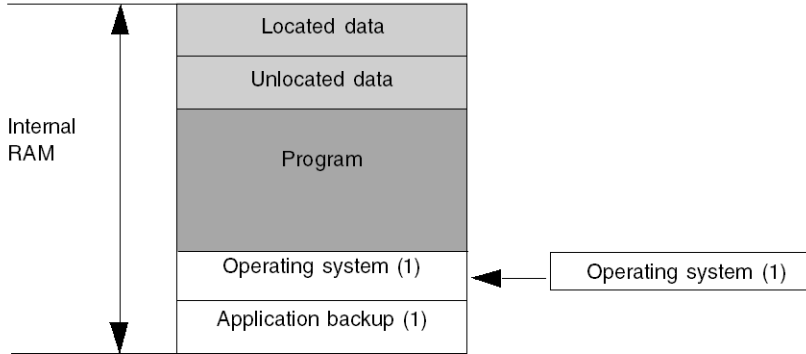 Located data
Unlocated data
Internal
RAM
Program
Operating system (1)
Operating system (1)
Application backup (1)